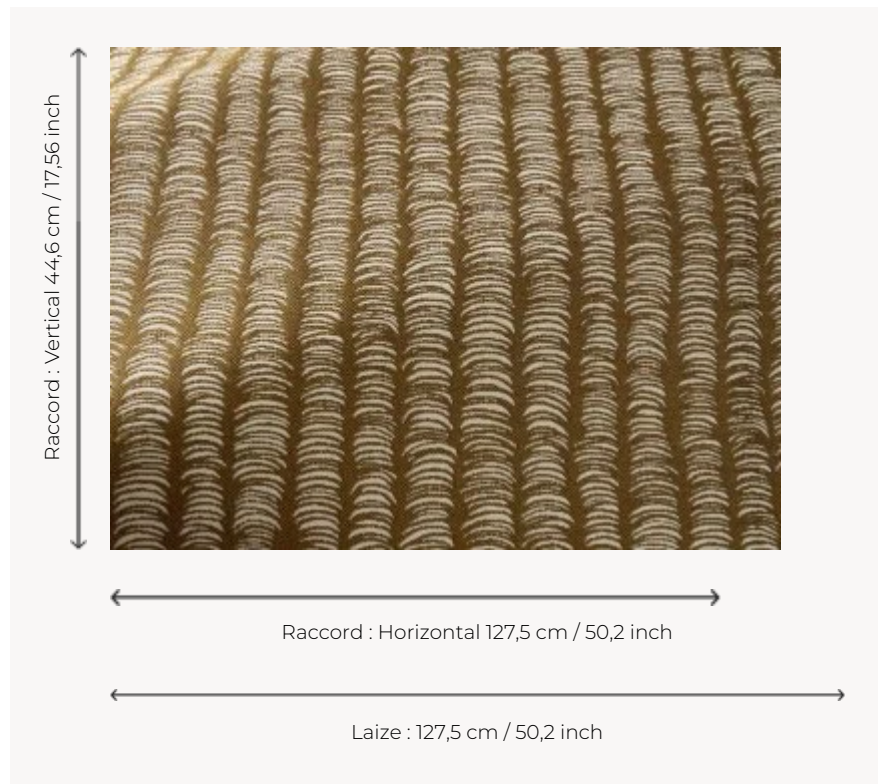 Raccord : Vertical 44,6 cm / 17,56 inch
Raccord : Horizontal 127,5 cm / 50,2 inch
Laize : 127,5 cm / 50,2 inch